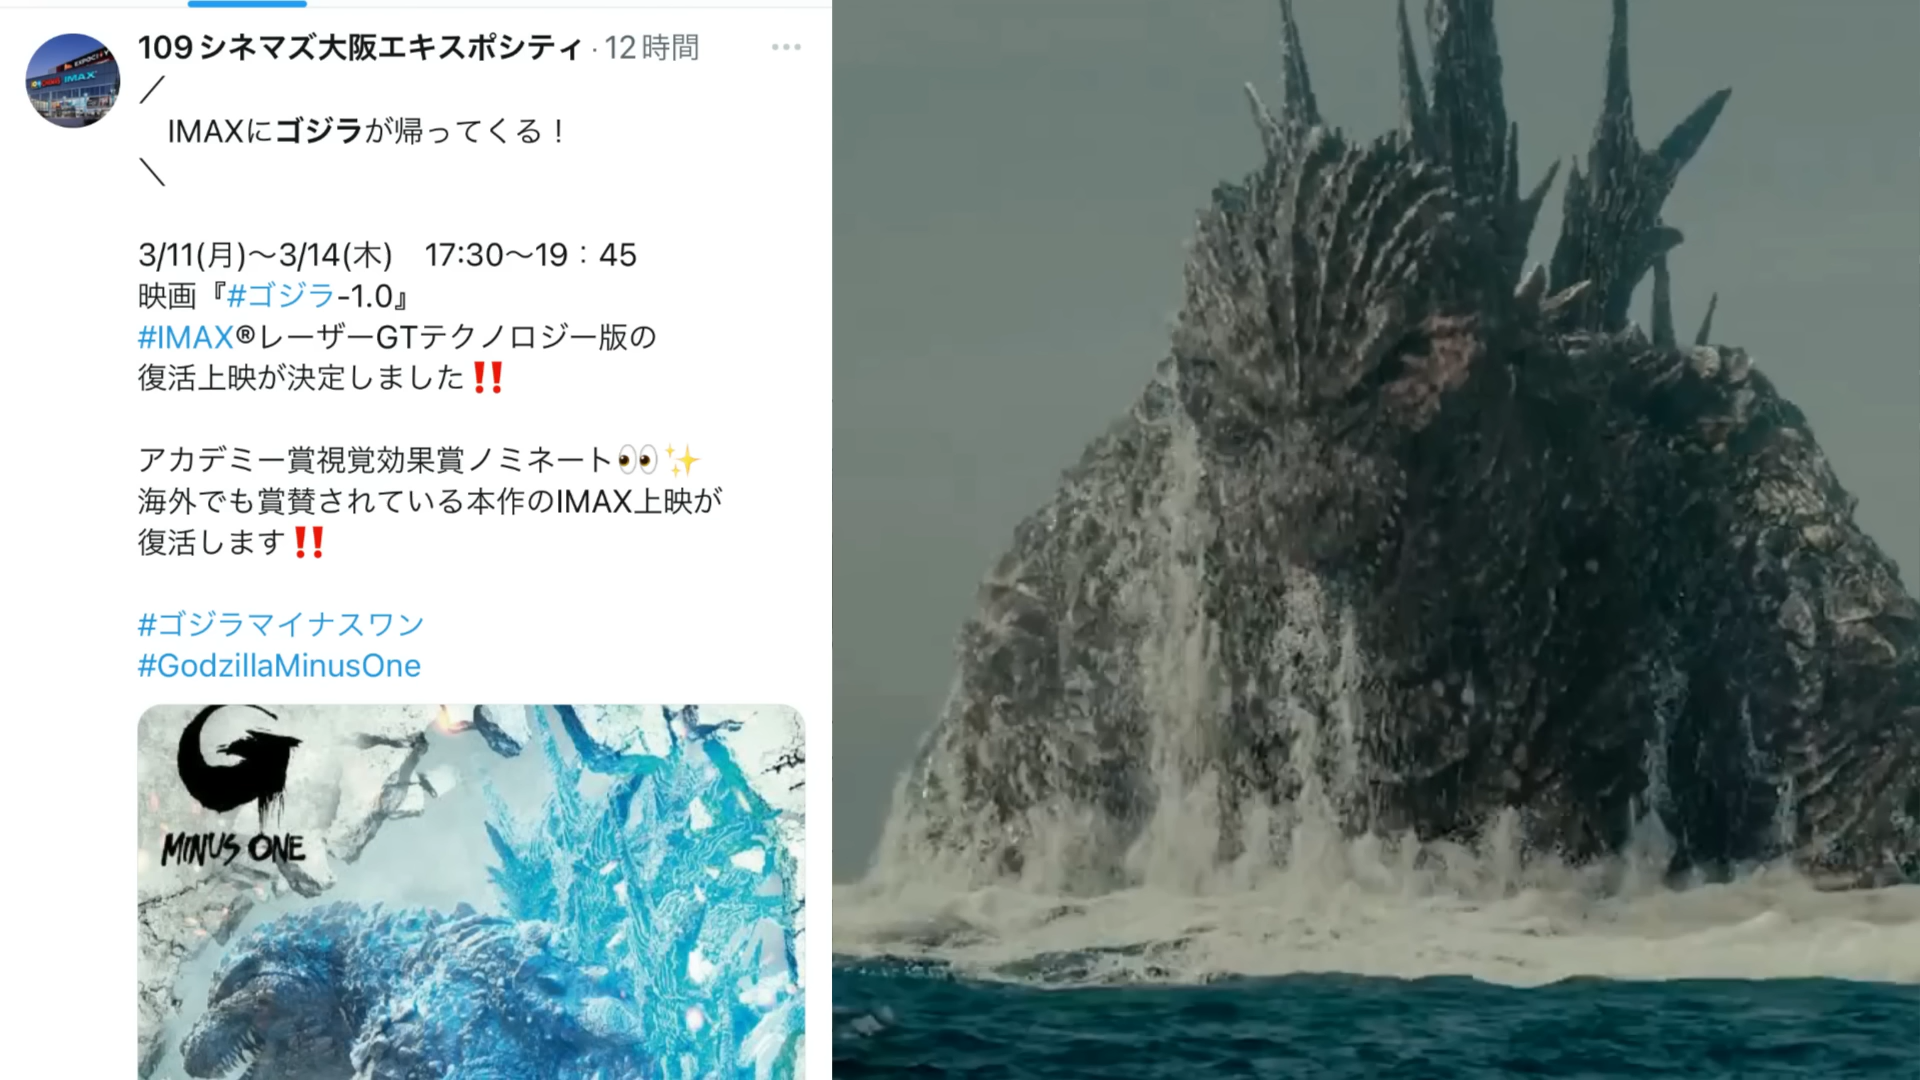 109シネマズ大阪エキスポシティ · 12時間
／
IMAXにゴジラが帰ってくる！
＼
3/11(月)～3/14(木)　17:30～19：45
映画『#ゴジラ-1.0』
#IMAX®レーザーGTテクノロジー版の
復活上映が決定しました‼️
アカデミー賞視覚効果賞ノミネート👀✨
海外でも賞賛されている本作のIMAX上映が
復活します‼️
#ゴジラマイナスワン
#GodzillaMinusOne
MINUS ONE
EXPOCITY
IMAX